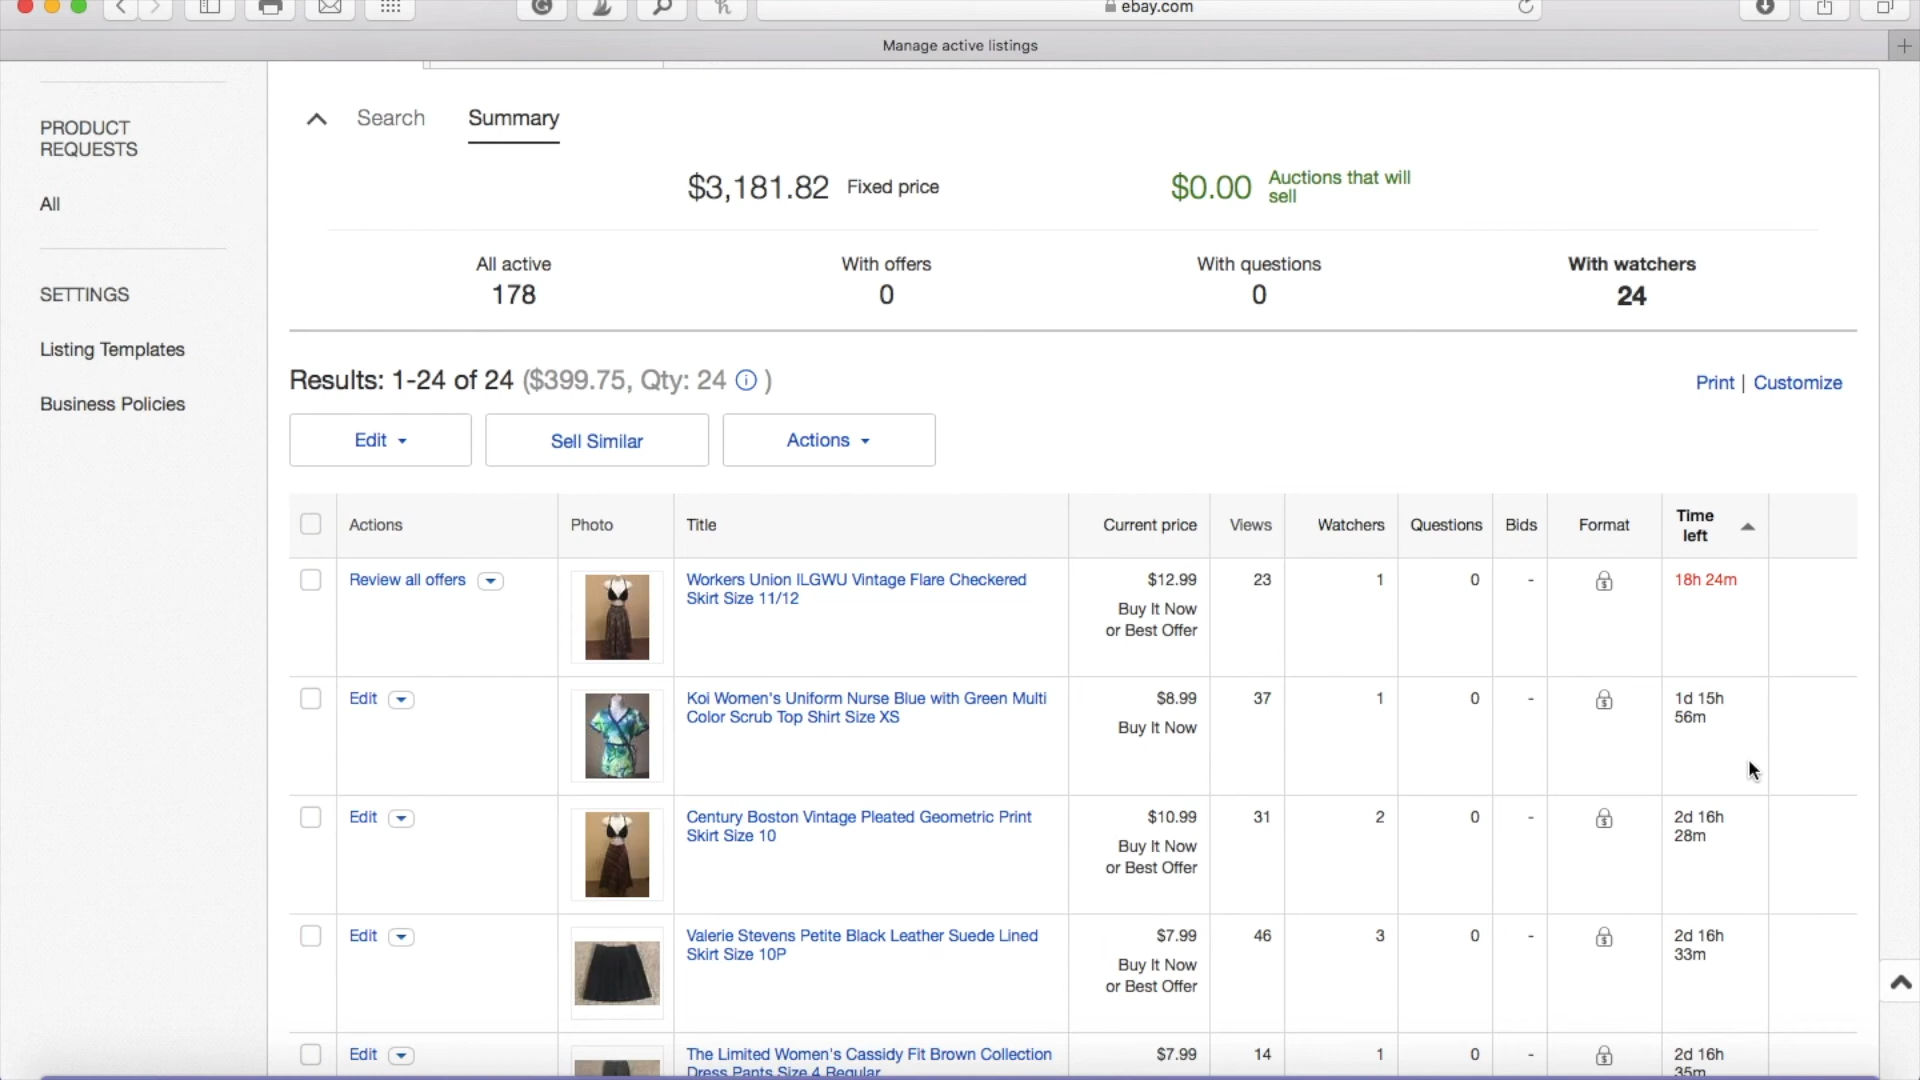 ebay.com
Manage active listings
PRODUCT
REQUESTS
All
SETTINGS
Listing Templates
Business Policies
Search
Summary
$3,181.82 Fixed price
$0.00 Auctions that will
sell
All active
178
With offers
0
With questions
0
With watchers
24
Results: 1-24 of 24 ($399.75, Qty: 24 )
Print | Customize
Edit
Sell Similar
Actions
Actions Photo Title Current price Views Watchers Questions Bids Format Time
left
Review all offers
Workers Union ILGWU Vintage Flare Checkered
Skirt Size 11/12
$12.99
Buy It Now
or Best Offer
23 1 0 - 18h 24m
Edit
Koi Women's Uniform Nurse Blue with Green Multi
Color Scrub Top Shirt Size XS
$8.99
Buy It Now
37 1 0 - 1d 15h
56m
Edit
Century Boston Vintage Pleated Geometric Print
Skirt Size 10
$10.99
Buy It Now
or Best Offer
31 2 0 - 2d 16h
28m
Edit
Valerie Stevens Petite Black Leather Suede Lined
Skirt Size 10P
$7.99
Buy It Now
or Best Offer
46 3 0 - 2d 16h
33m
Edit
The Limited Women's Cassidy Fit Brown Collection
Dress Pants Size 4 Regular
$7.99
14 1 0 - 2d 16h
35m